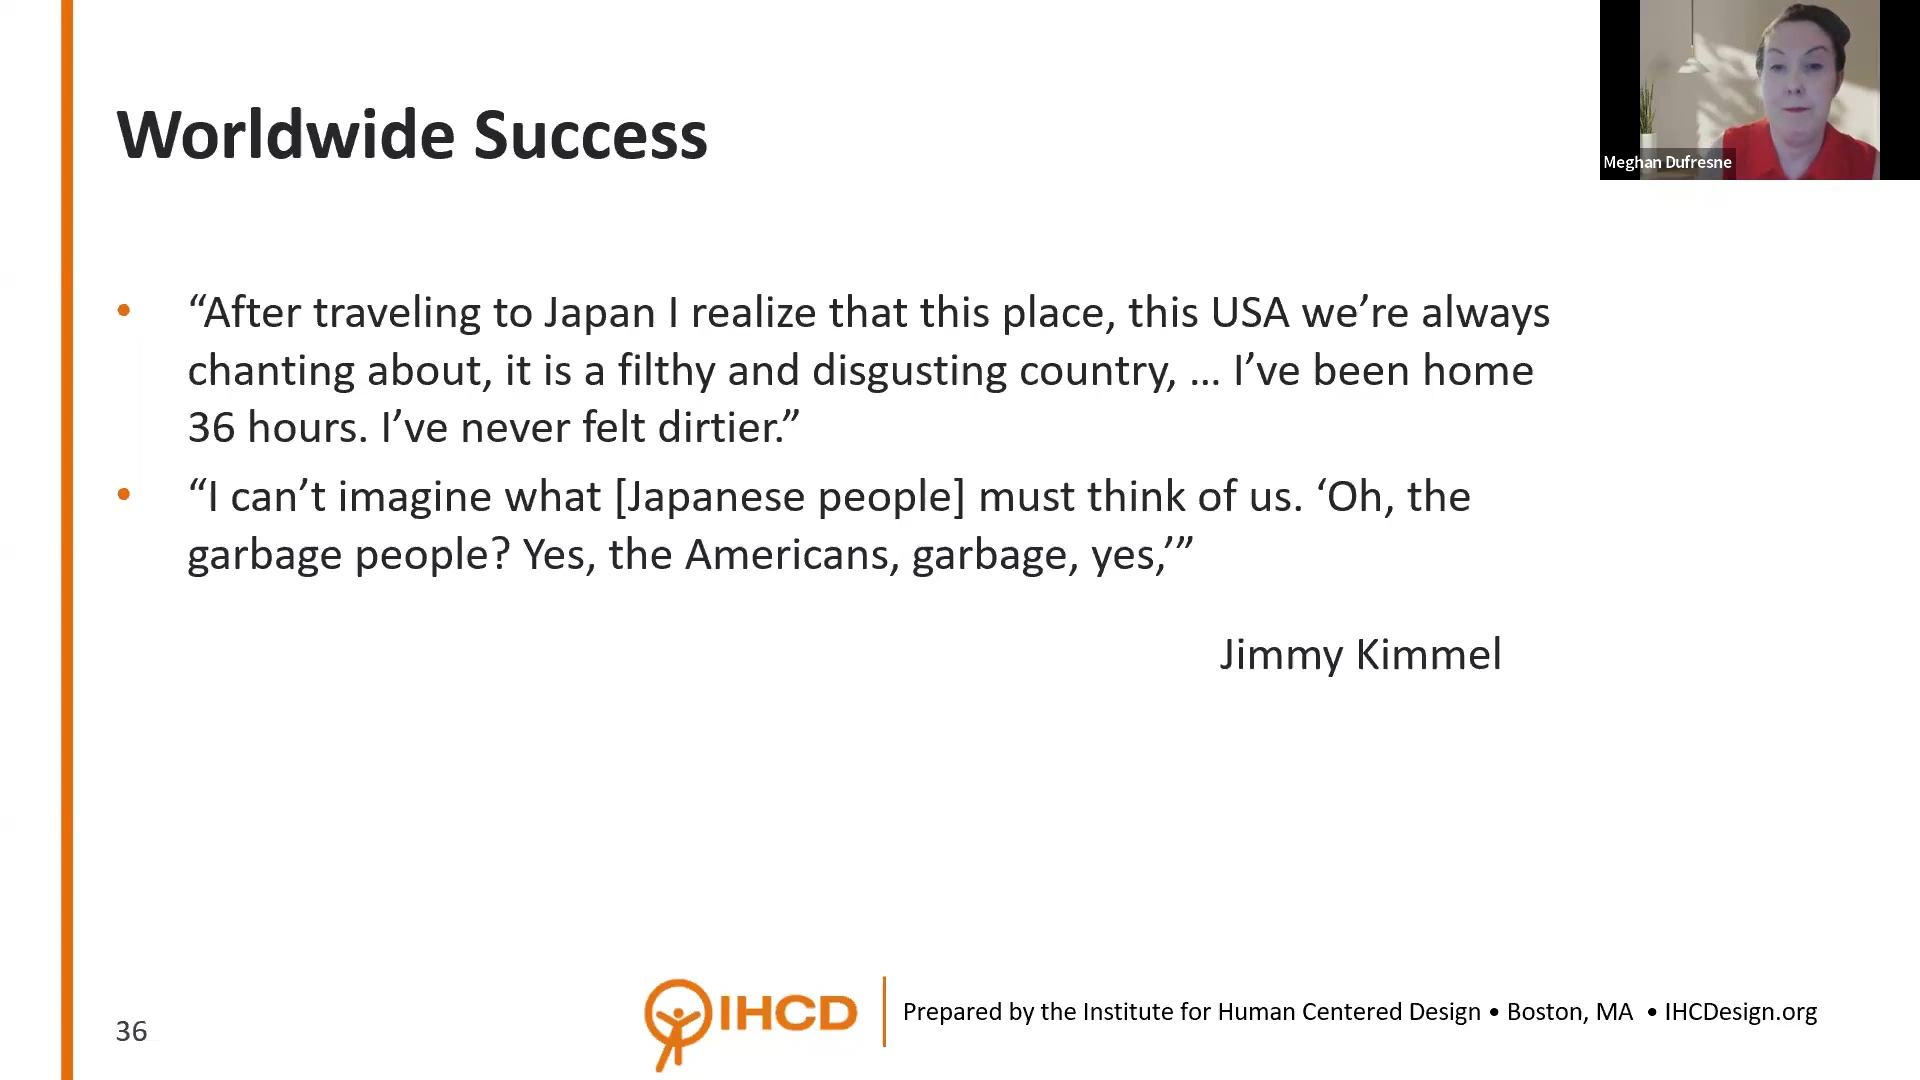 Worldwide Success
Meghan Dufresne
• “After traveling to Japan I realize that this place, this USA we’re always
chanting about, it is a filthy and disgusting country, … I’ve been home
36 hours. I’ve never felt dirtier.”
• “I can’t imagine what [Japanese people] must think of us. ‘Oh, the
garbage people? Yes, the Americans, garbage, yes,’”
Jimmy Kimmel
36
IHCD
Prepared by the Institute for Human Centered Design • Boston, MA • IHCDesign.org